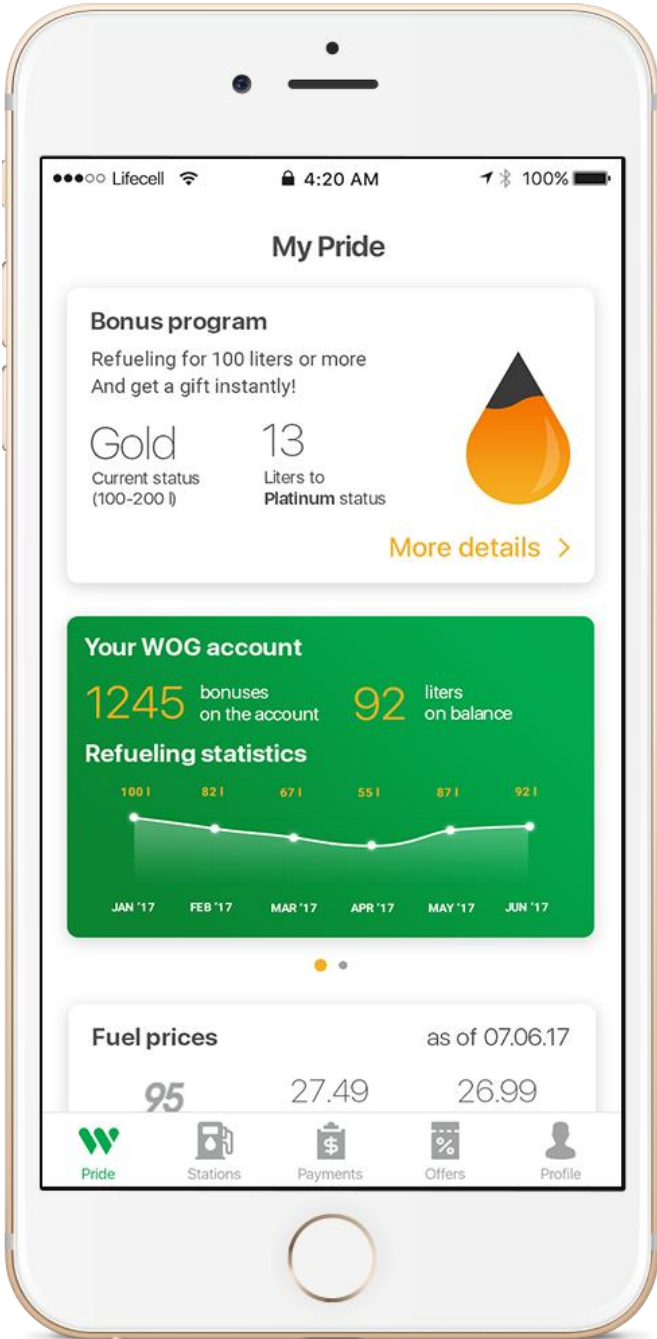 Lifecell 4:20 AM 100%
My Pride
Bonus program
Refueling for 100 liters or more
And get a gift instantly!
Gold 13
Current status Liters to
(100-200 l) Platinum status
More details >
Your WOG account
1245 bonuses on the account 92 liters on balance
Refueling statistics
100 l 82 l 67 l 55 l 87 l 92 l
JAN '17 FEB '17 MAR '17 APR '17 MAY '17 JUN '17
Fuel prices as of 07.06.17
95 27.49 26.99
$ %
Pride Stations Payments Offers Profile